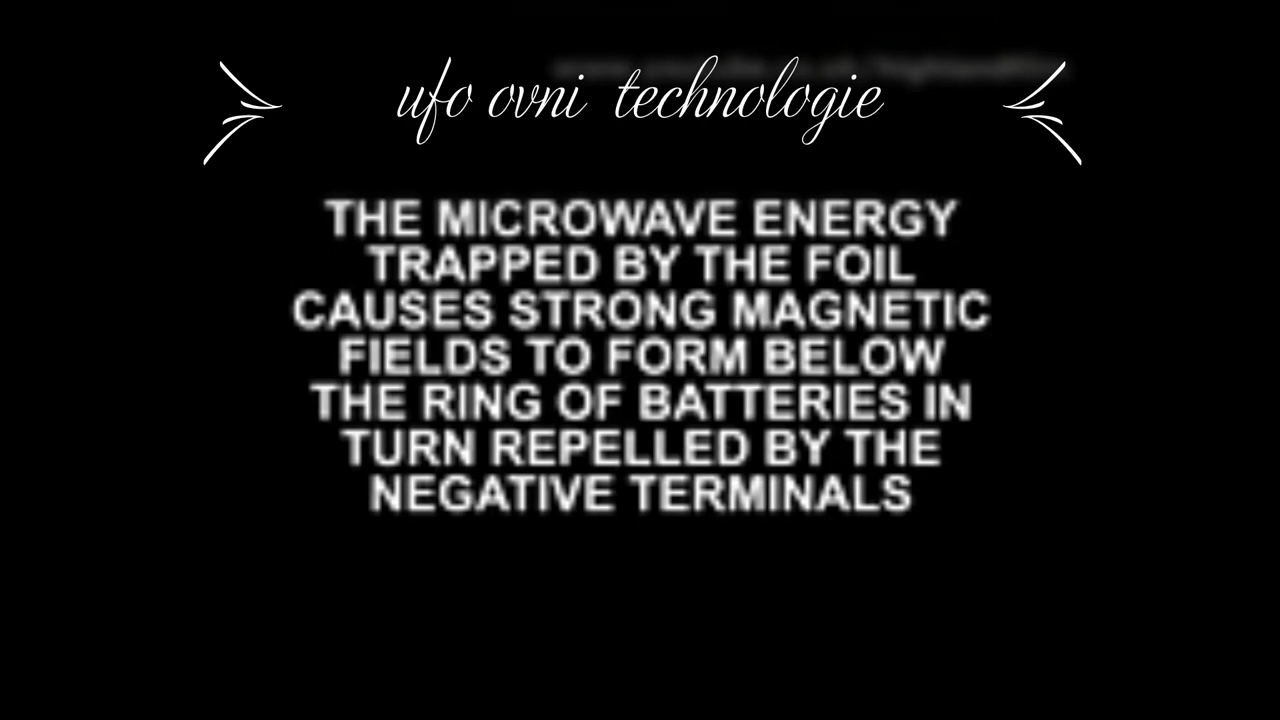 ufo ovni technologie
THE MICROWAVE ENERGY
TRAPPED BY THE FOIL
CAUSES STRONG MAGNETIC
FIELDS TO FORM BELOW
THE RING OF BATTERIES IN
TURN REPELLED BY THE
NEGATIVE TERMINALS